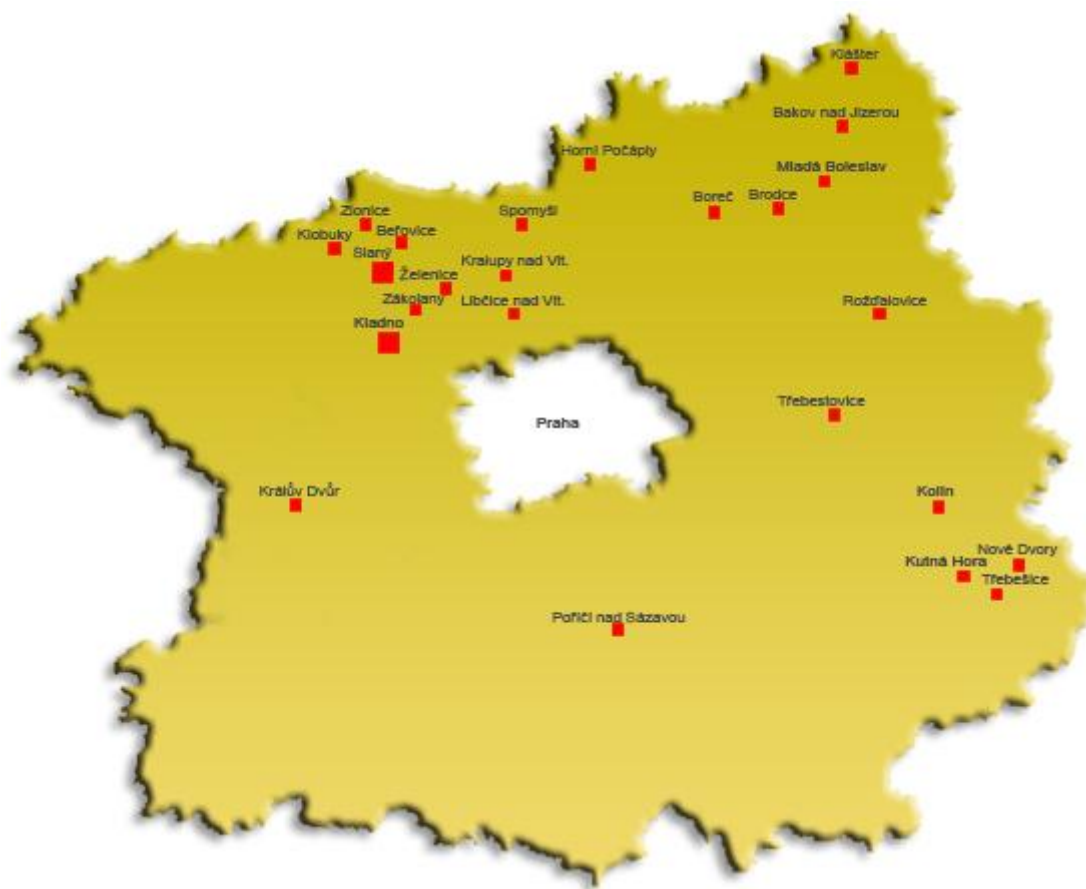 Klášter
Bakov nad Jizerou
Horní Počáply
Mladá Boleslav
Boreč
Brodce
Zlonice
Spomyšl
Beřovice
Klobuky
Slaný
Kralupy nad Vlt.
Želenice
Zákolany
Libčice nad Vlt.
Rožďalovice
Kladno
Třebestovice
Praha
Králův Dvůr
Kolín
Nové Dvory
Kutná Hora
Třebešice
Poříčí nad Sázavou